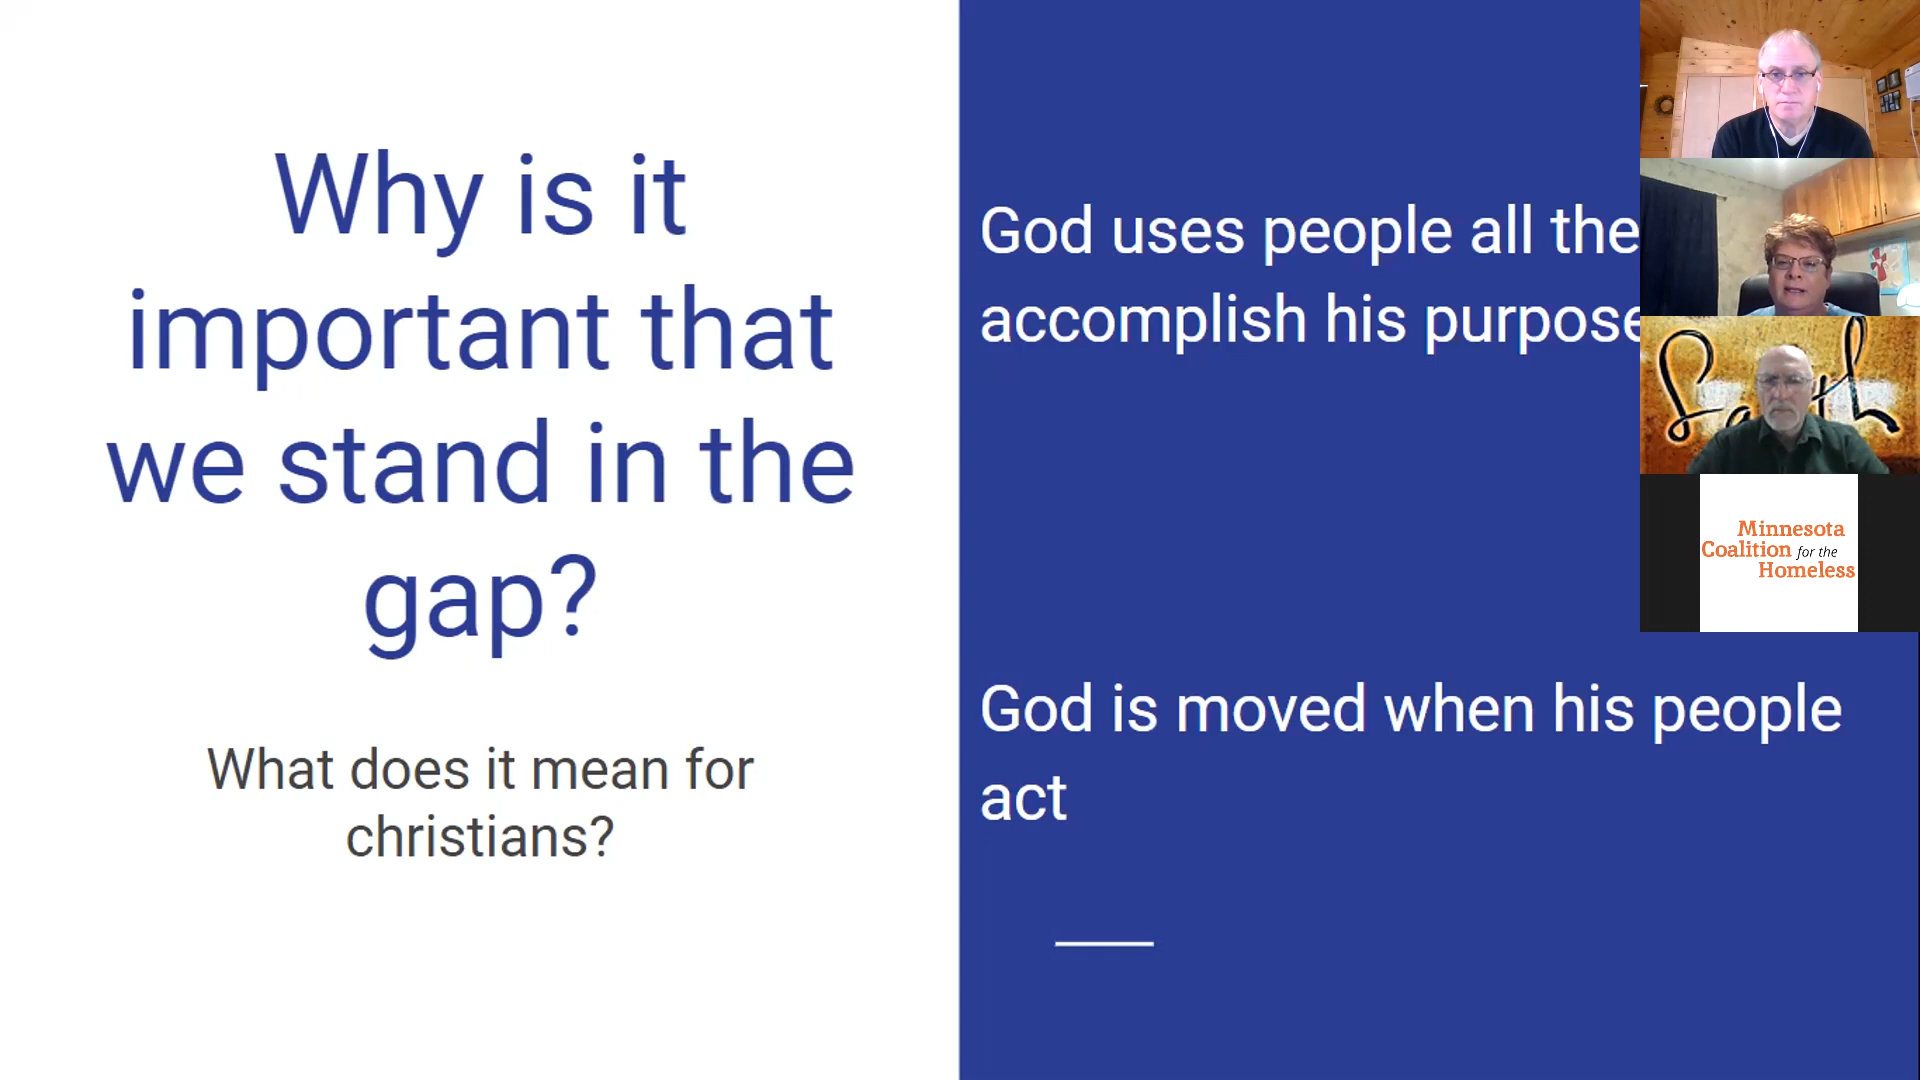 Why is it
important that
we stand in the
gap?
What does it mean for
christians?
God uses people all the
accomplish his purpose
God is moved when his people
act
Minnesota
Coalition for the
Homeless